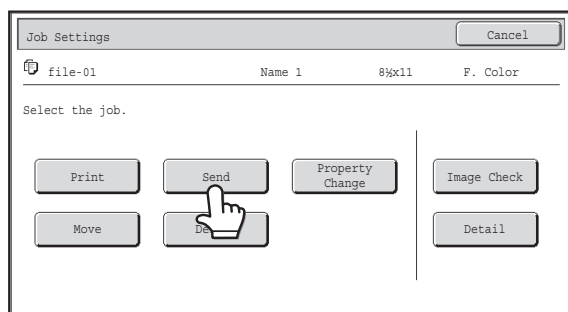 Job Settings
Cancel
file-01 Name 1 8½x11 F. Color
Select the job.
Print
Send
Property
Change
Image Check
Move
Detail